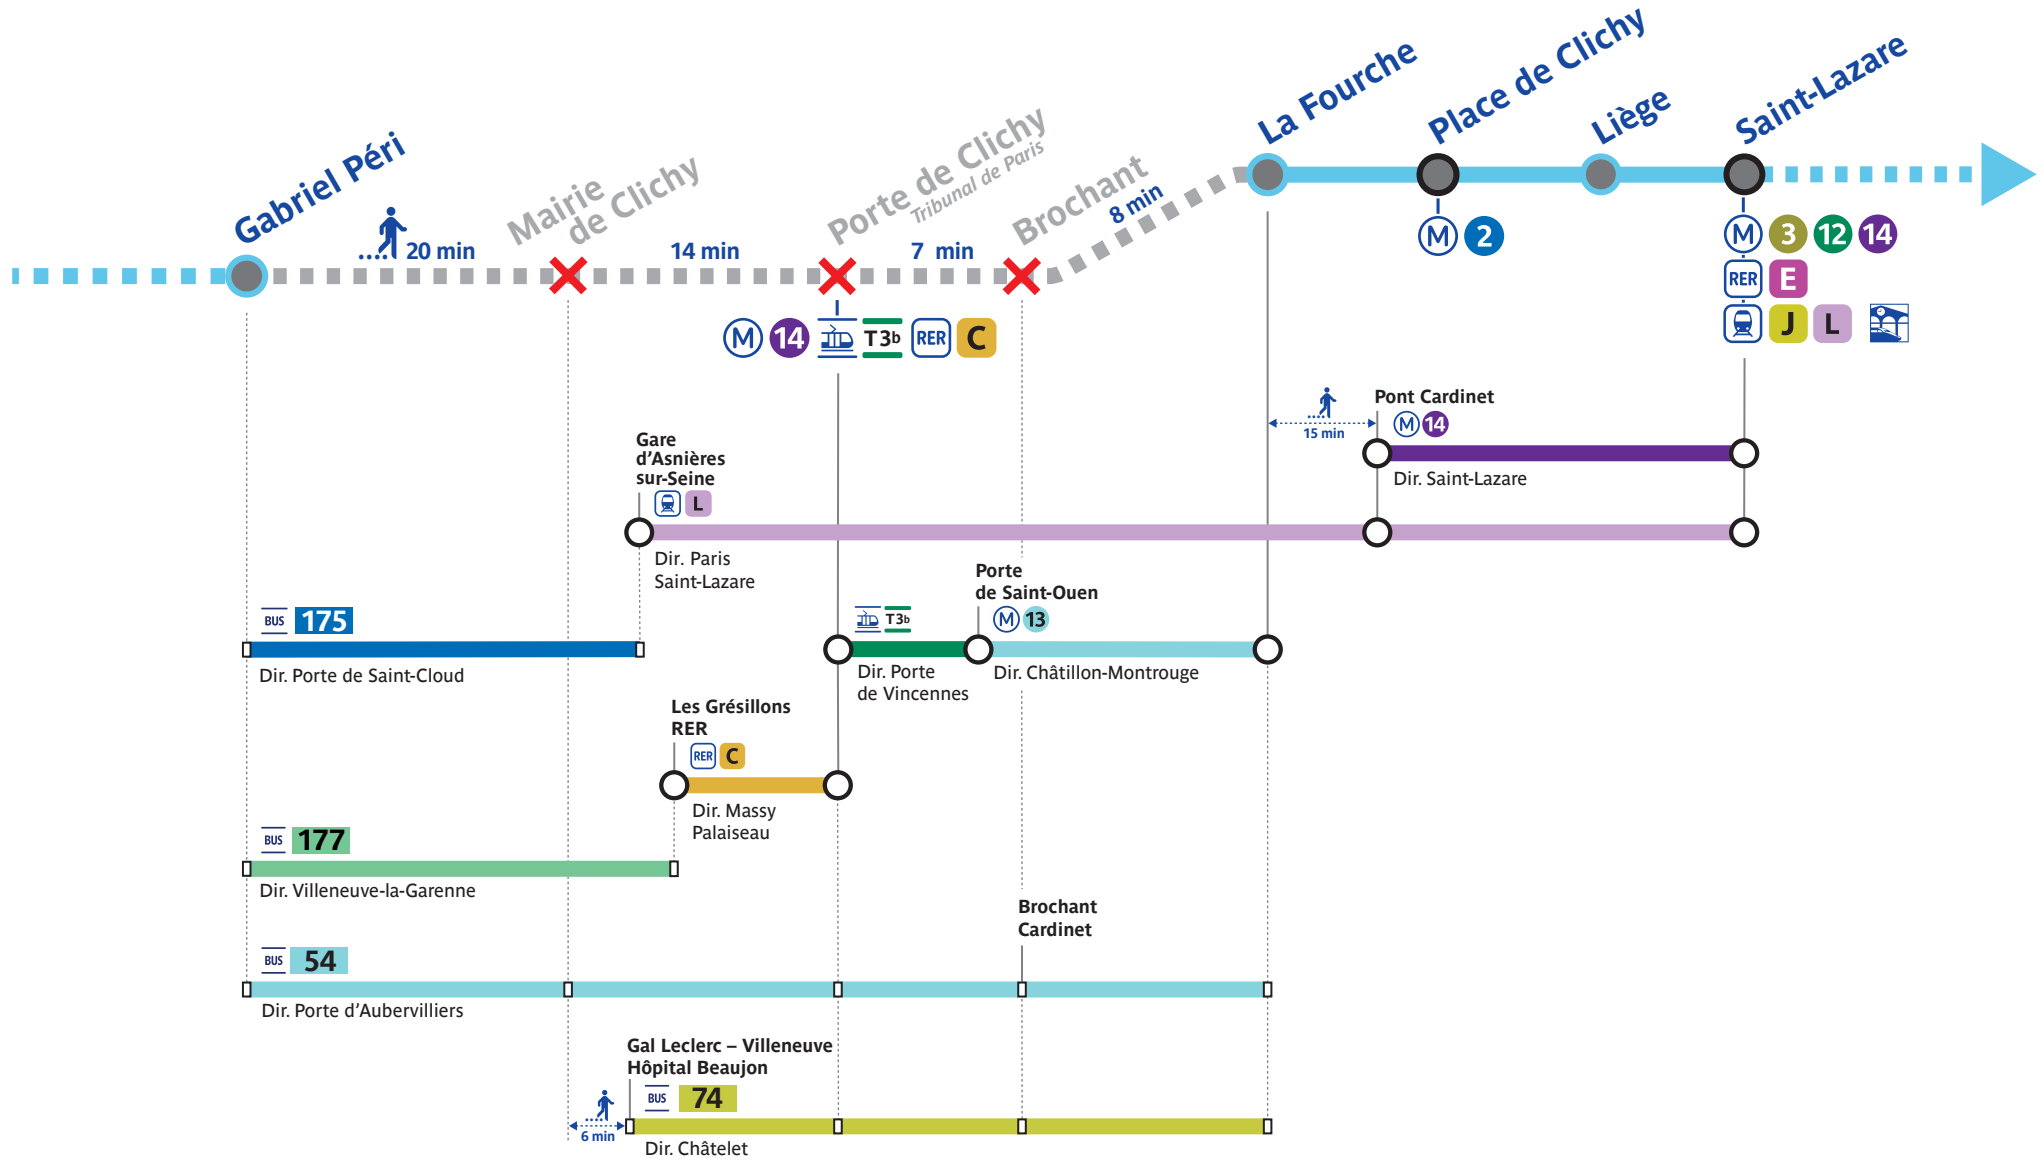 Gabriel Péri
Mairie
de Clichy
Porte de Clichy
Tribunal de Paris
Brochant
La Fourche
Place de Clichy
Liège
Saint-Lazare
20 min
14 min
7 min
8 min
M 14 T3b RER C
M 2
M 3 12 14
RER E
J L
15 min
Pont Cardinet
M 14
Dir. Saint-Lazare
Gare
d'Asnières
sur-Seine
L
Dir. Paris
Saint-Lazare
BUS 175
Dir. Porte de Saint-Cloud
T3b
Dir. Porte
de Vincennes
Porte
de Saint-Ouen
M 13
Dir. Châtillon-Montrouge
Les Grésillons
RER
RER C
Dir. Massy
Palaiseau
BUS 177
Dir. Villeneuve-la-Garenne
Brochant
Cardinet
BUS 54
Dir. Porte d'Aubervilliers
Gal Leclerc – Villeneuve
Hôpital Beaujon
BUS 74
6 min
Dir. Châtelet